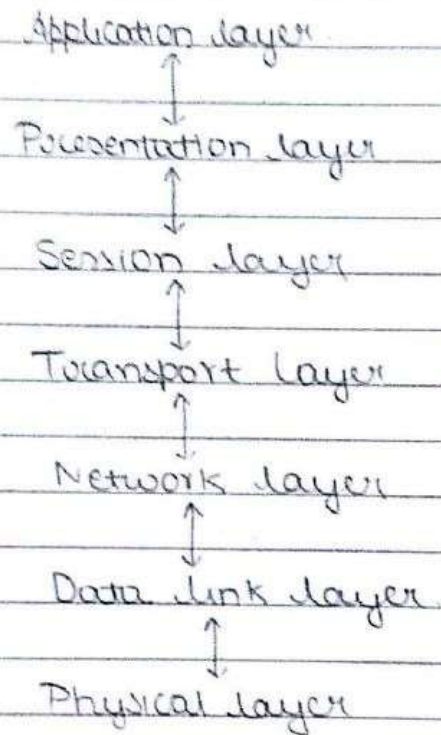 Application layer
Presentation layer
Session layer
Transport layer
Network layer
Data link layer
Physical layer